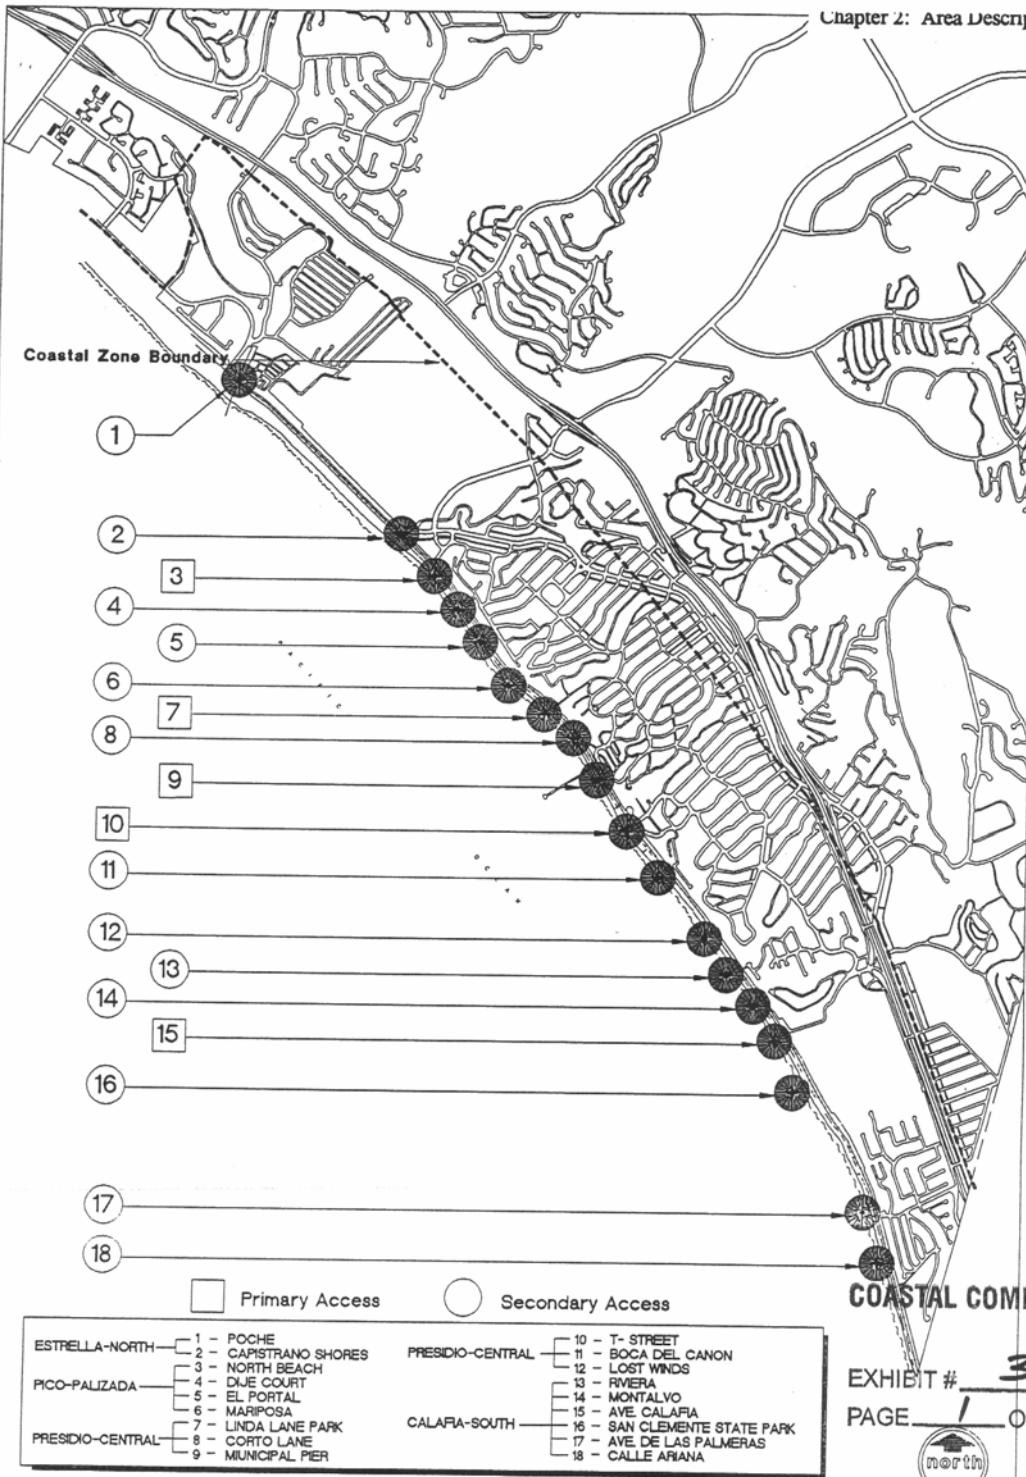 Chapter 2: Area
Coastal Zone Boundary
1
2
3
4
5
6
7
8
9
10
11
12
13
14
15
16
17
18
PACIFIC
OCEAN
Primary Access
Secondary Access
COASTAL
ESTRELLA-NORTH
1 - POCHE
2 - CAPISTRANO SHORES
PICO-PALIZADA
3 - NORTH BEACH
4 - DIJE COURT
5 - EL PORTAL
6 - MARIPOSA
PRESIDIO-CENTRAL
7 - LINDA LANE PARK
8 - CORTO LANE
9 - MIUNICIPAL PIER
PRESIDIO-CENTRAL
10 - T- STREET
11 - BOCA DEL CANON
12 - LOST WINDS
CALAFIA-SOUTH
13 - RIVIERA
14 - MONTALVO
15 - AVE. CALAFIA
16 - SAN CLEMENTE STATE PARK
17 - AVE. DE LAS PALMERAS
18 - CALLE ARIANA
EXHIBIT # 3
PAGE 1 O
north